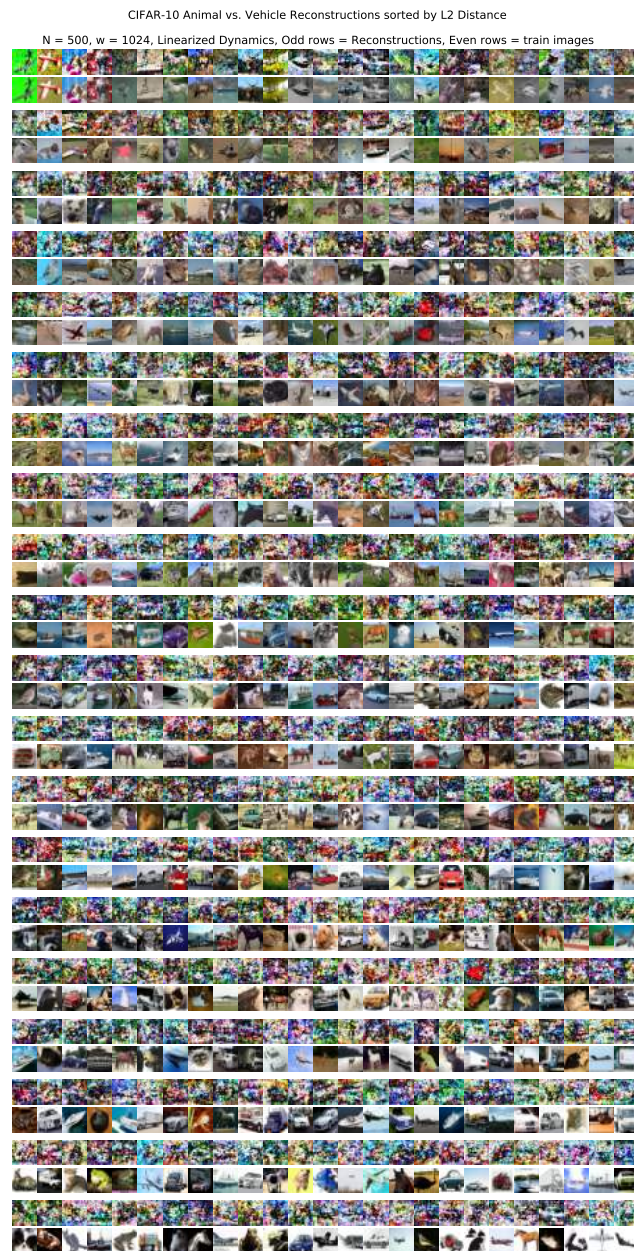 CIFAR-10 Animal vs. Vehicle Reconstructions sorted by L2 Distance
N = 500, w = 1024, Linearized Dynamics, Odd rows = Reconstructions, Even rows = train images